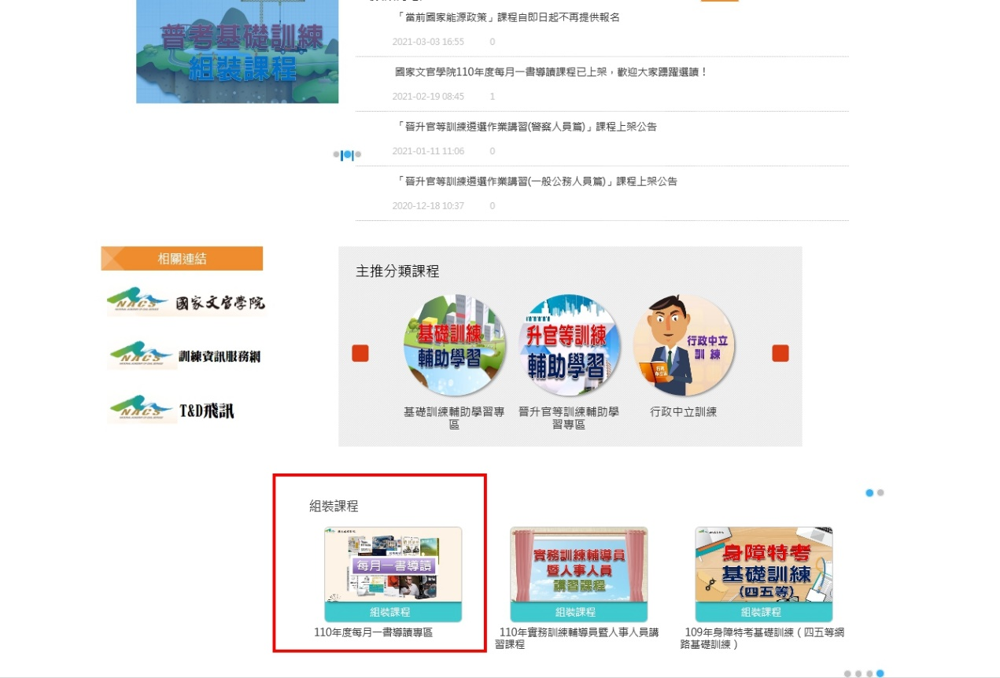 普考基礎訓練
組裝課程
「當前國家能源政策」課程自即日起不再提供報名
2021-03-03 16:55 0
國家文官學院110年度每月一書導讀課程已上架，歡迎大家踴躍選讀！
2021-02-19 08:45 1
「晉升官等訓練遴選作業講習(警察人員篇)」課程上架公告
2021-01-11 11:06 0
「晉升官等訓練遴選作業講習(一般公務人員篇)」課程上架公告
2020-12-18 10:37 0
相關連結
NACS 國家文官學院
NACS 訓練資訊服務網
NACS T&D飛訊
主推分類課程
基礎訓練
輔助學習
升官等訓練
輔助學習
行政中立
訓練
基礎訓練輔助學習專
區
晉升官等訓練輔助學
習專區
行政中立訓練
組裝課程
每月一書導讀
組裝課程
110年度每月一書導讀專區
實務訓練輔導員
暨人事人員
講習課程
組裝課程
110年實務訓練輔導員暨人事人員講
習課程
身障特考
基礎訓練
(四五等)
組裝課程
109年身障特考基礎訓練（四五等網
路基礎訓練）